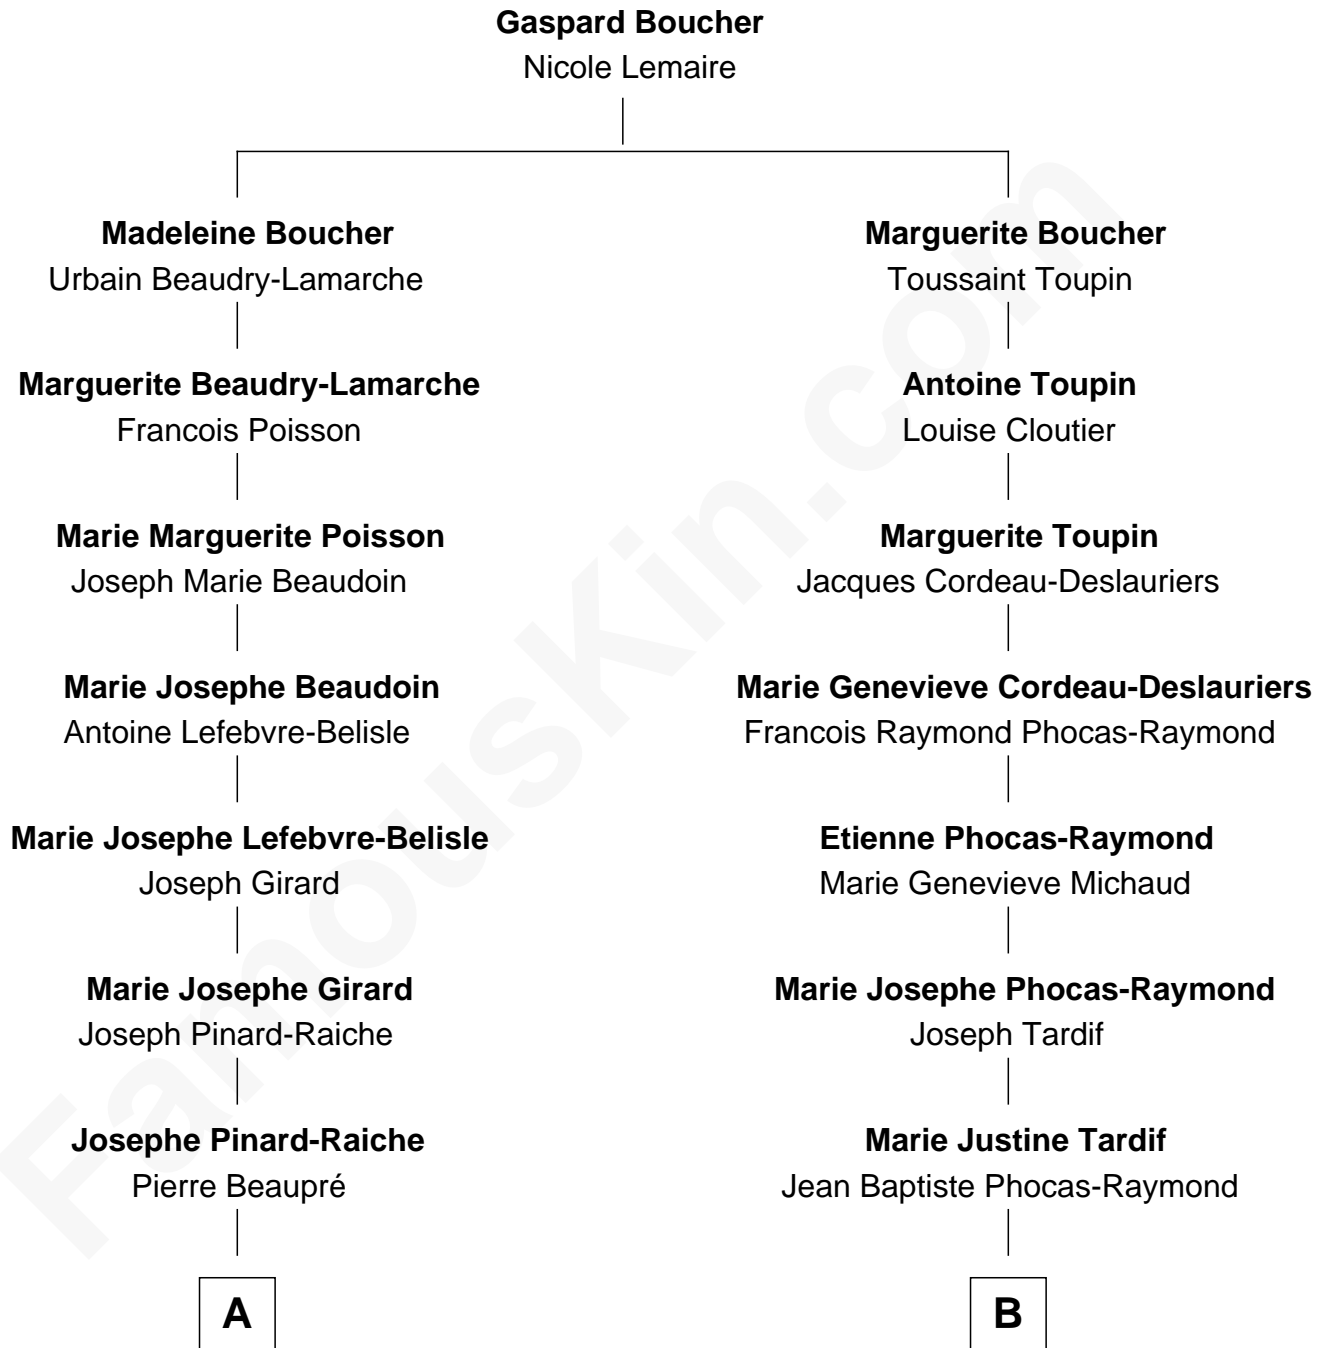 Gaspard Boucher
Nicole Lemaire
Madeleine Boucher
Urbain Beaudry-Lamarche
Marguerite Boucher
Toussaint Toupin
Marguerite Beaudry-Lamarche
Francois Poisson
Antoine Toupin
Louise Cloutier
Marie Marguerite Poisson
Joseph Marie Beaudoin
Marguerite Toupin
Jacques Cordeau-Deslauriers
Marie Josephe Beaudoin
Antoine Lefebvre-Belisle
Marie Genevieve Cordeau-Deslauriers
Francois Raymond Phocas-Raymond
Marie Josephe Lefebvre-Belisle
Joseph Girard
Etienne Phocas-Raymond
Marie Genevieve Michaud
Marie Josephe Girard
Joseph Pinard-Raiche
Marie Josephe Phocas-Raymond
Joseph Tardif
Josephe Pinard-Raiche
Pierre Beaupré
Marie Justine Tardif
Jean Baptiste Phocas-Raymond
A
B
FamousKin.com